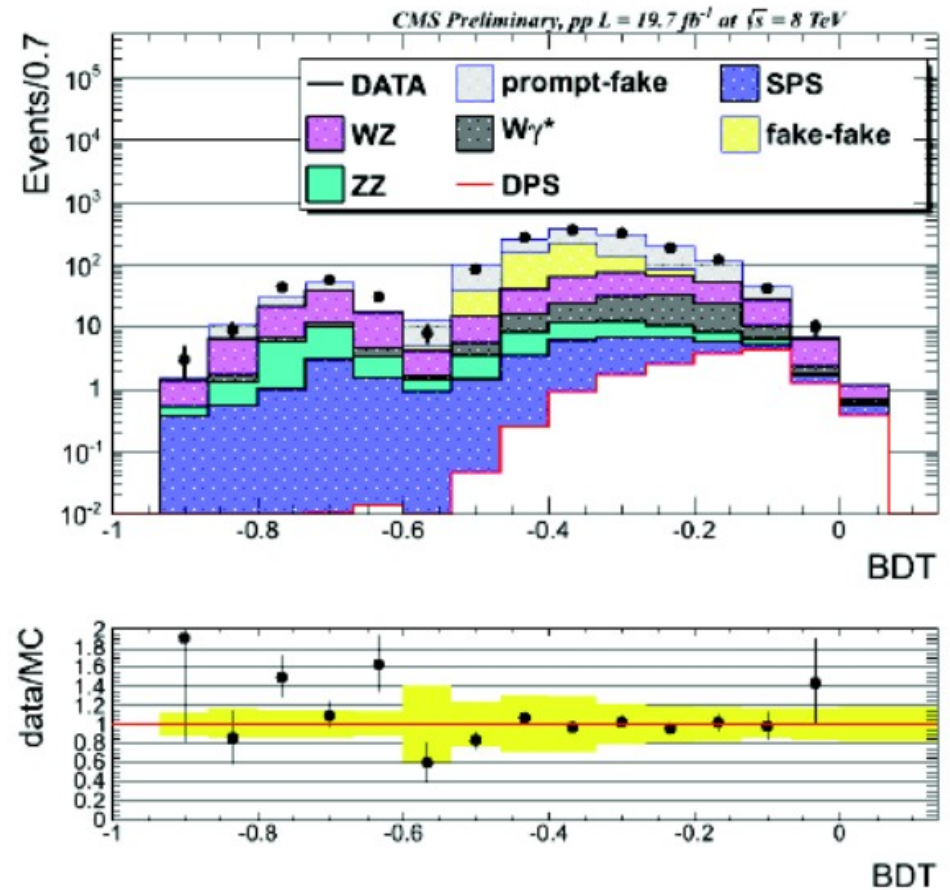 CMS Preliminary, pp L = 19.7 fb⁻¹ at √s = 8 TeV
Events/0.7
10⁵
10⁴
10³
10²
10
1
10⁻¹
10⁻²
DATA prompt-fake SPS
WZ Wγ* fake-fake
ZZ DPS
-1 -0.8 -0.6 -0.4 -0.2 0
BDT
data/MC
2
1.8
1.6
1.4
1.2
1
0.8
0.6
0.4
0.2
0
-1 -0.8 -0.6 -0.4 -0.2 0
BDT